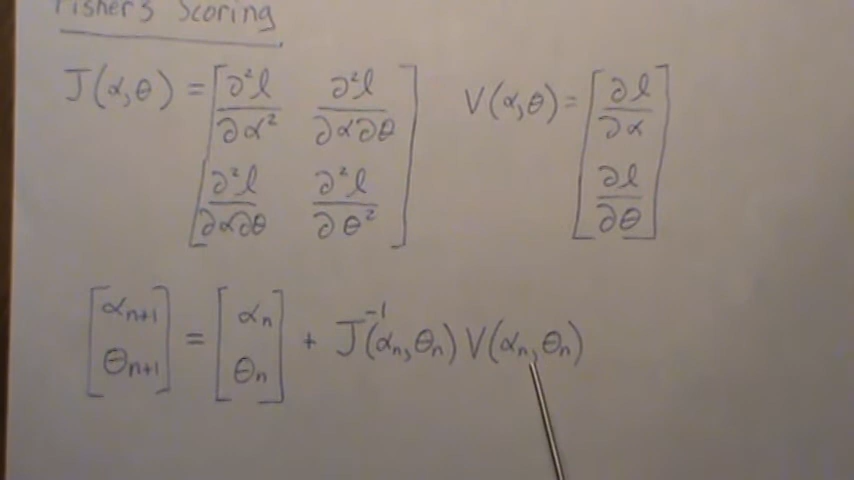 Fisher's Scoring
J(α,θ) = [∂²l/∂α² ∂²l/∂α∂θ
∂²l/∂α∂θ ∂²l/∂θ²]
V(α,θ) = [∂l/∂α
∂l/∂θ]
[αₙ₊₁ θₙ₊₁] = [αₙ θₙ] + J⁻¹(αₙ,θₙ) V(αₙ,θₙ)